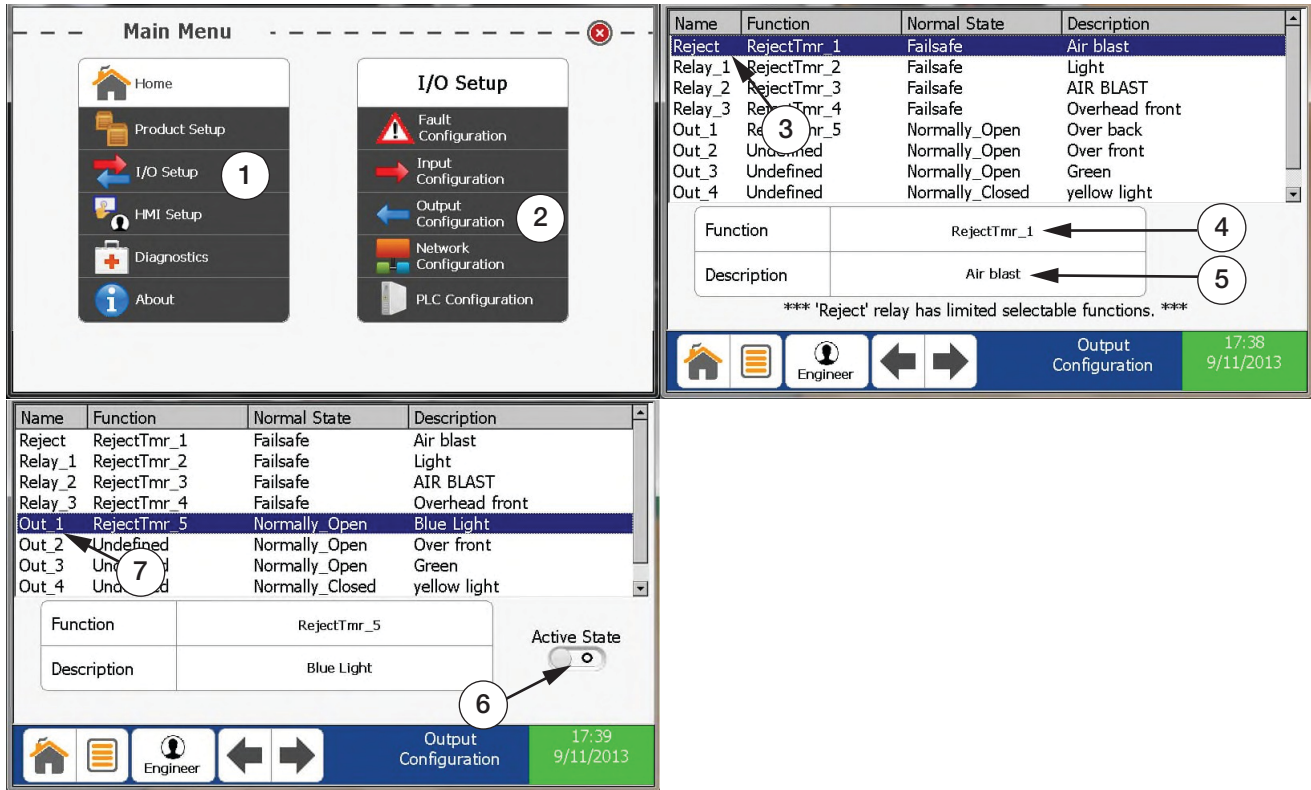 Main Menu
Home
Product Setup
I/O Setup
1
HMI Setup
Diagnostics
About
I/O Setup
Fault
Configuration
Input
Configuration
Output
Configuration
2
Network
Configuration
PLC Configuration
Name Function Normal State Description
Reject RejectTmr_1 Failsafe Air blast
Relay_1 RejectTmr_2 Failsafe Light
Relay_2 RejectTmr_3 Failsafe AIR BLAST
Relay_3 RejectTmr_4 Failsafe Overhead front
Out_1 RejectTmr_5 Normally_Open Over back
Out_2 Undefined Normally_Open Over front
Out_3 Undefined Normally_Open Green
Out_4 Undefined Normally_Closed yellow light
3
Function RejectTmr_1
4
Description Air blast
5
*** 'Reject' relay has limited selectable functions. ***
Engineer
Output
Configuration
17:38
9/11/2013
Name Function Normal State Description
Reject RejectTmr_1 Failsafe Air blast
Relay_1 RejectTmr_2 Failsafe Light
Relay_2 RejectTmr_3 Failsafe AIR BLAST
Relay_3 RejectTmr_4 Failsafe Overhead front
Out_1 RejectTmr_5 Normally_Open Blue Light
Out_2 Undefined Normally_Open Over front
Out_3 Undefined Normally_Open Green
Out_4 Undefined Normally_Closed yellow light
7
Function RejectTmr_5
Description Blue Light
Active State
6
Engineer
Output
Configuration
17:39
9/11/2013